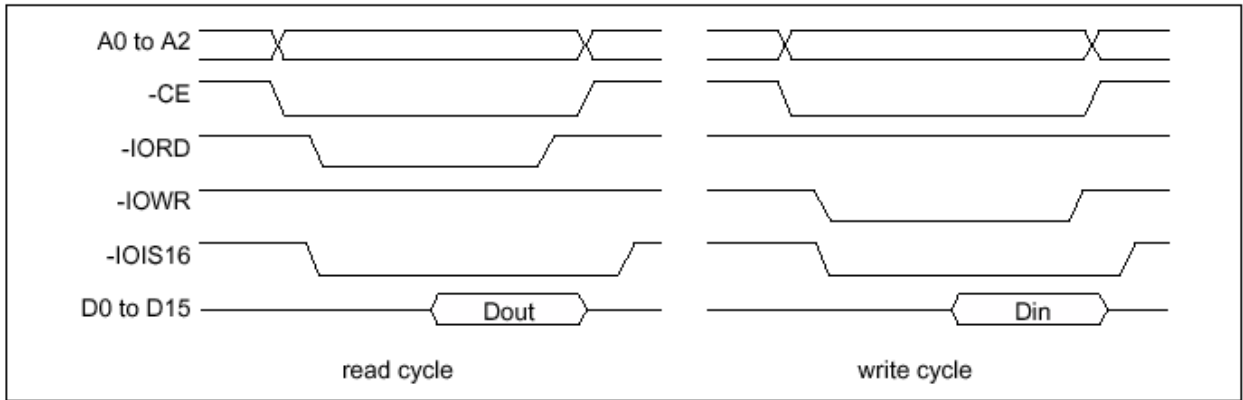 A0 to A2
-CE
-IORD
-IOWR
-IOIS16
D0 to D15 Dout Din
read cycle write cycle